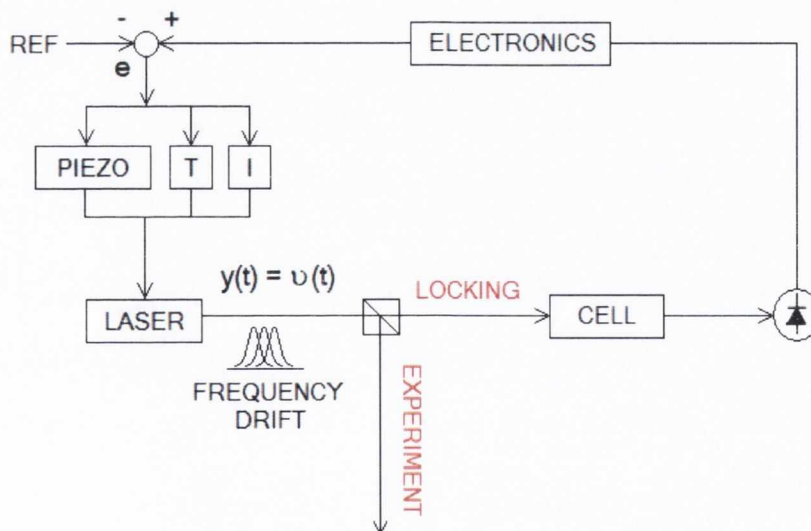 - +
REF
ELECTRONICS
e
PIEZO
T
I
y(t) = υ(t)
LOCKING
LASER
CELL
FREQUENCY
DRIFT
EXPERIMENT